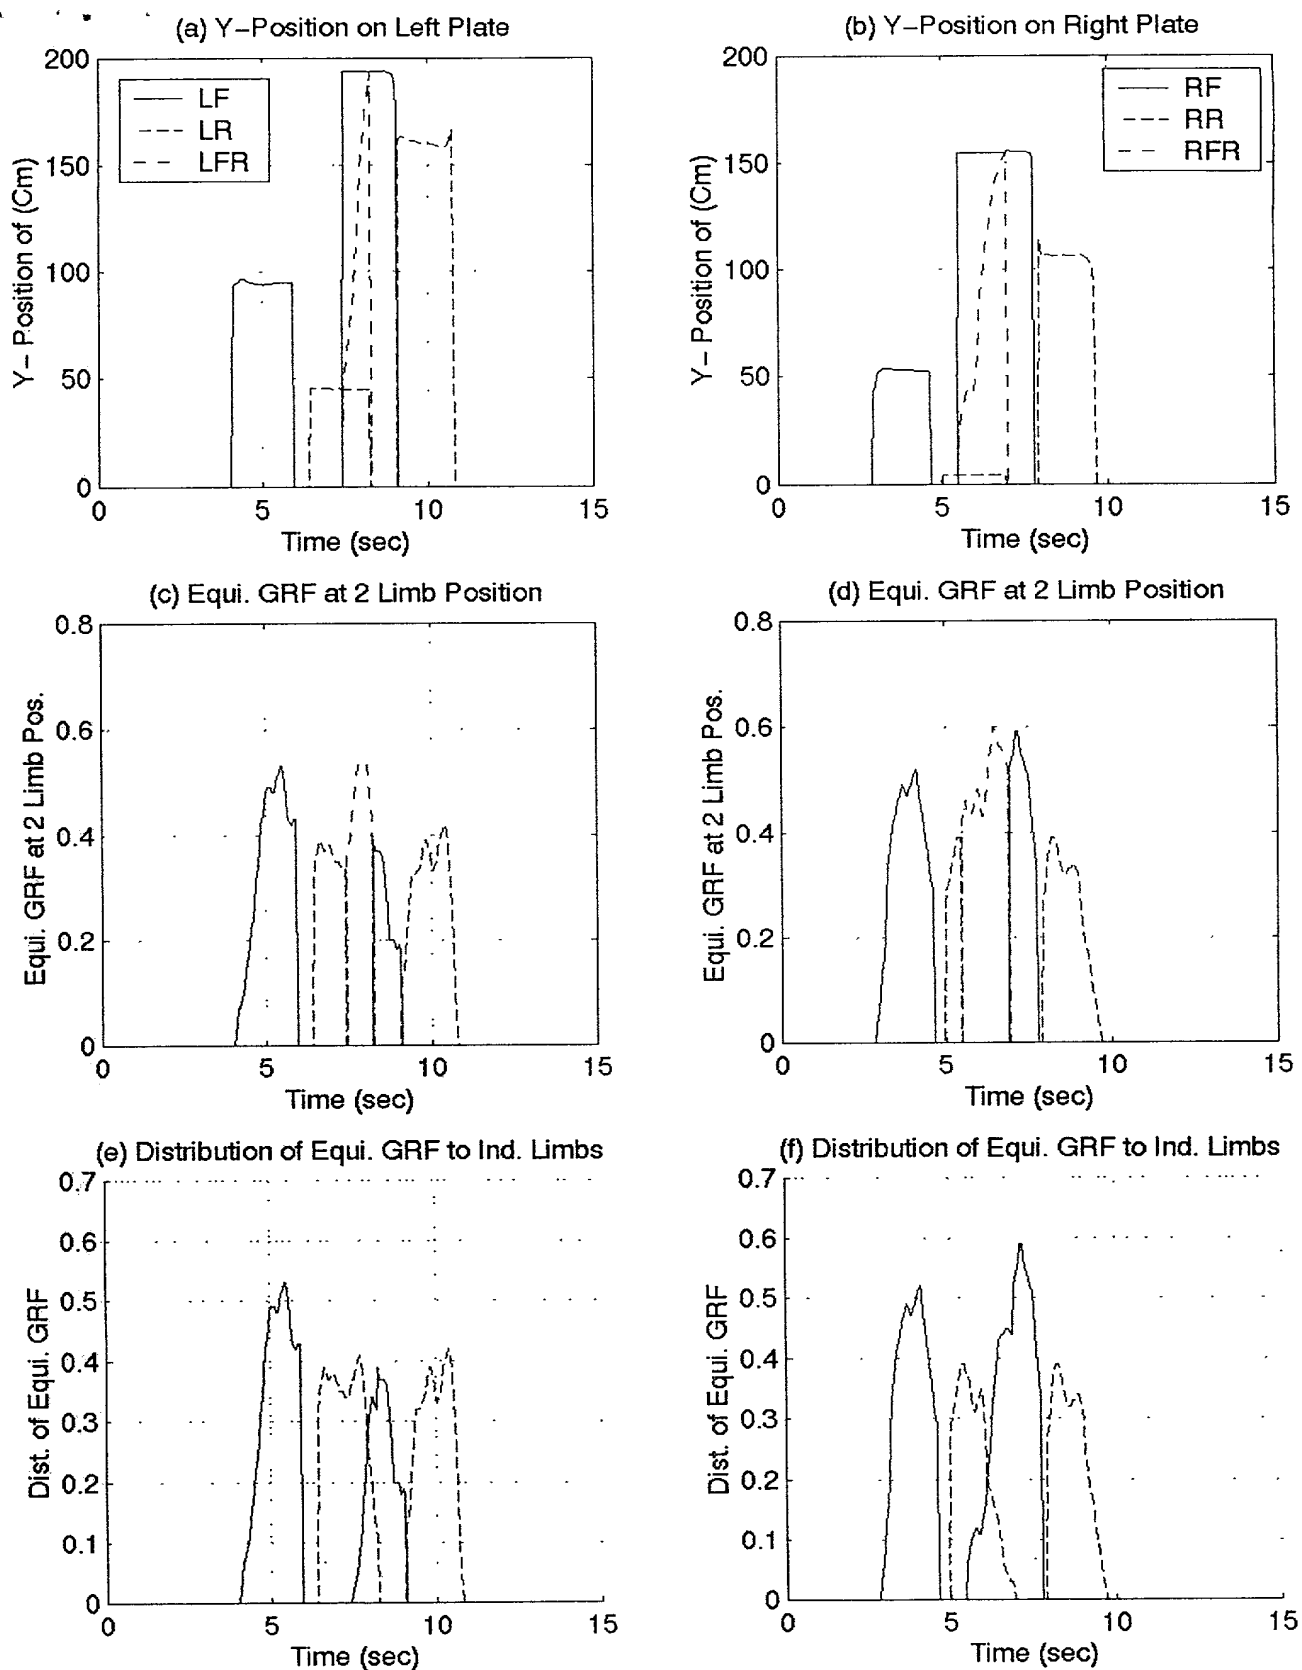 (a) Y-Position on Left Plate
200
150
100
50
0
Y- Position of (Cm)
LF
LR
LFR
0 5 10 15
Time (sec)
(b) Y-Position on Right Plate
200
150
100
50
0
Y- Position of (Cm)
RF
RR
RFR
0 5 10 15
Time (sec)
(c) Equi. GRF at 2 Limb Position
0.8
0.6
0.4
0.2
0
Equi. GRF at 2 Limb Pos.
0 5 10 15
Time (sec)
(d) Equi. GRF at 2 Limb Position
0.8
0.6
0.4
0.2
0
Equi. GRF at 2 Limb Pos.
0 5 10 15
Time (sec)
(e) Distribution of Equi. GRF to Ind. Limbs
0.7
0.6
0.5
0.4
0.3
0.2
0.1
0
Dist. of Equi. GRF
0 5 10 15
Time (sec)
(f) Distribution of Equi. GRF to Ind. Limbs
0.7
0.6
0.5
0.4
0.3
0.2
0.1
0
Dist. of Equi. GRF
0 5 10 15
Time (sec)